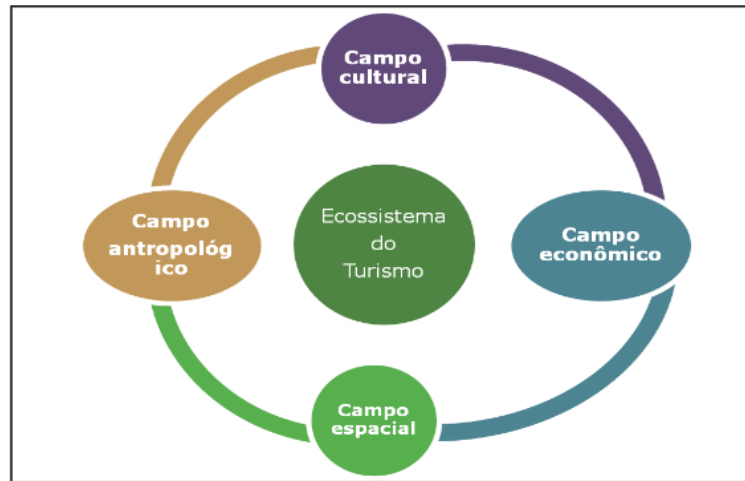 Campo
cultural
Campo
antropológ
ico
Ecossistema
do
Turismo
Campo
econômico
Campo
espacial